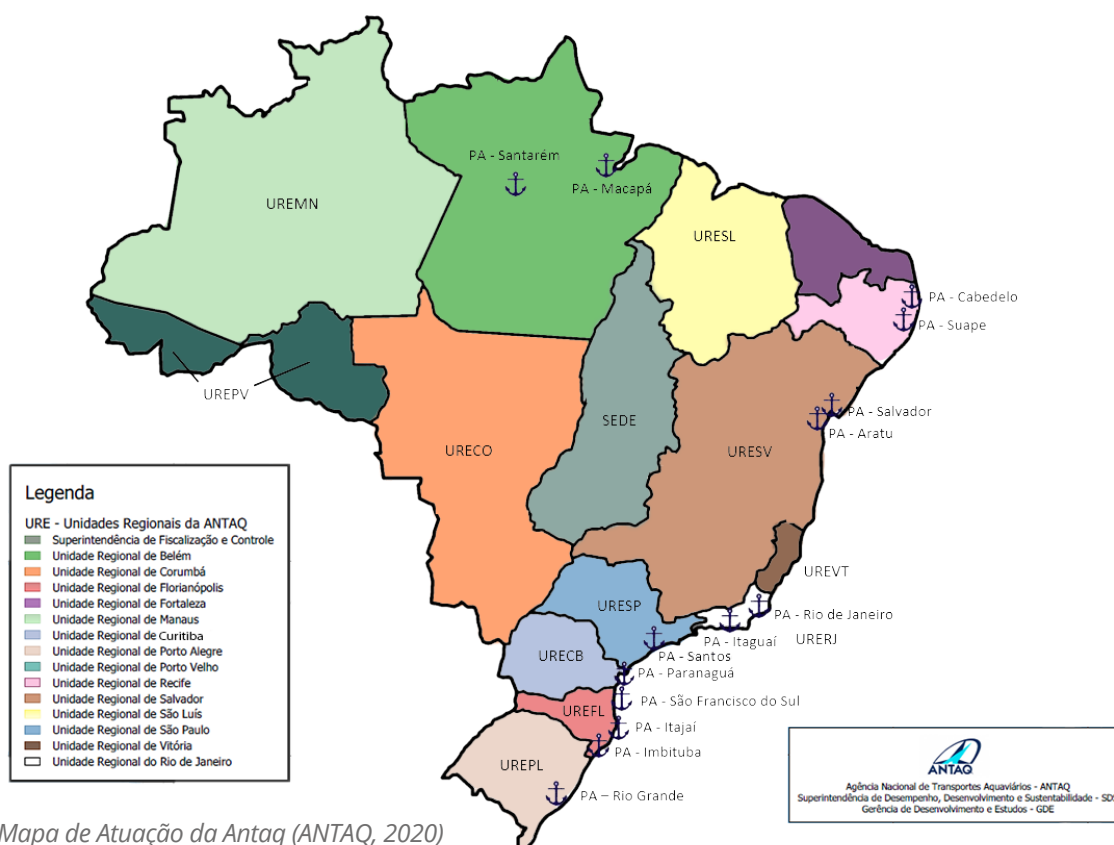 PA - Santarém
PA - Macapá
UREMN
URESL
PA - Cabedelo
PA - Suape
UREPV
SEDE
PA - Salvador
PA - Aratu
URECO
URESV
Legenda
URE - Unidades Regionais da ANTAQ
Superintendência de Fiscalização e Controle
Unidade Regional de Belém
Unidade Regional de Corumbá
Unidade Regional de Florianópolis
Unidade Regional de Fortaleza
Unidade Regional de Manaus
Unidade Regional de Curitiba
Unidade Regional de Porto Alegre
Unidade Regional de Porto Velho
Unidade Regional de Recife
Unidade Regional de Salvador
Unidade Regional de São Luís
Unidade Regional de São Paulo
Unidade Regional de Vitória
Unidade Regional do Rio de Janeiro
UREVT
URESP
PA - Rio de Janeiro
PA - Itaguaí
URERJ
URECB
PA - Santos
PA - Paranaguá
PA - São Francisco do Sul
UREFL
PA - Itajaí
PA - Imbituba
UREPL
PA – Rio Grande
ANTAQ
Agência Nacional de Transportes Aquaviários - ANTAQ
Superintendência de Desempenho, Desenvolvimento e Sustentabilidade - SDS
Gerência de Desenvolvimento e Estudos - GDE
Mapa de Atuação da Antaq (ANTAQ, 2020)